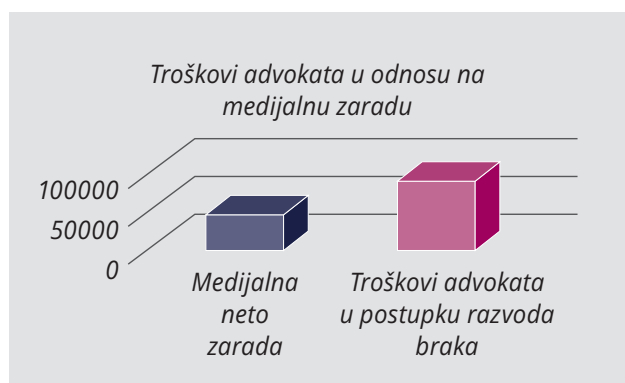 Troškovi advokata u odnosu na
medijalnu zaradu
100000
50000
0
Medijalna
neto
zarada
Troškovi advokata
u postupku razvoda
braka